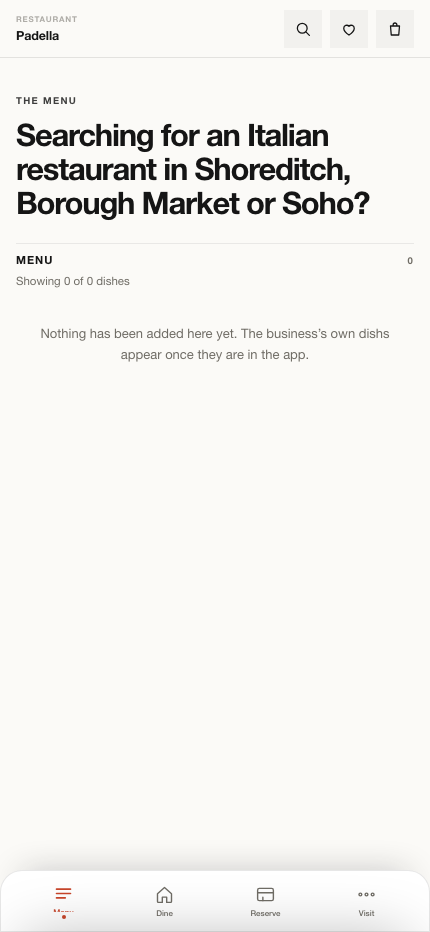 RESTAURANT
Padella
THE MENU
Searching for an Italian
restaurant in Shoreditch,
Borough Market or Soho?
MENU
0
Showing 0 of 0 dishes
Nothing has been added here yet. The business's own dishs
appear once they are in the app.
Dine
Reserve
Visit